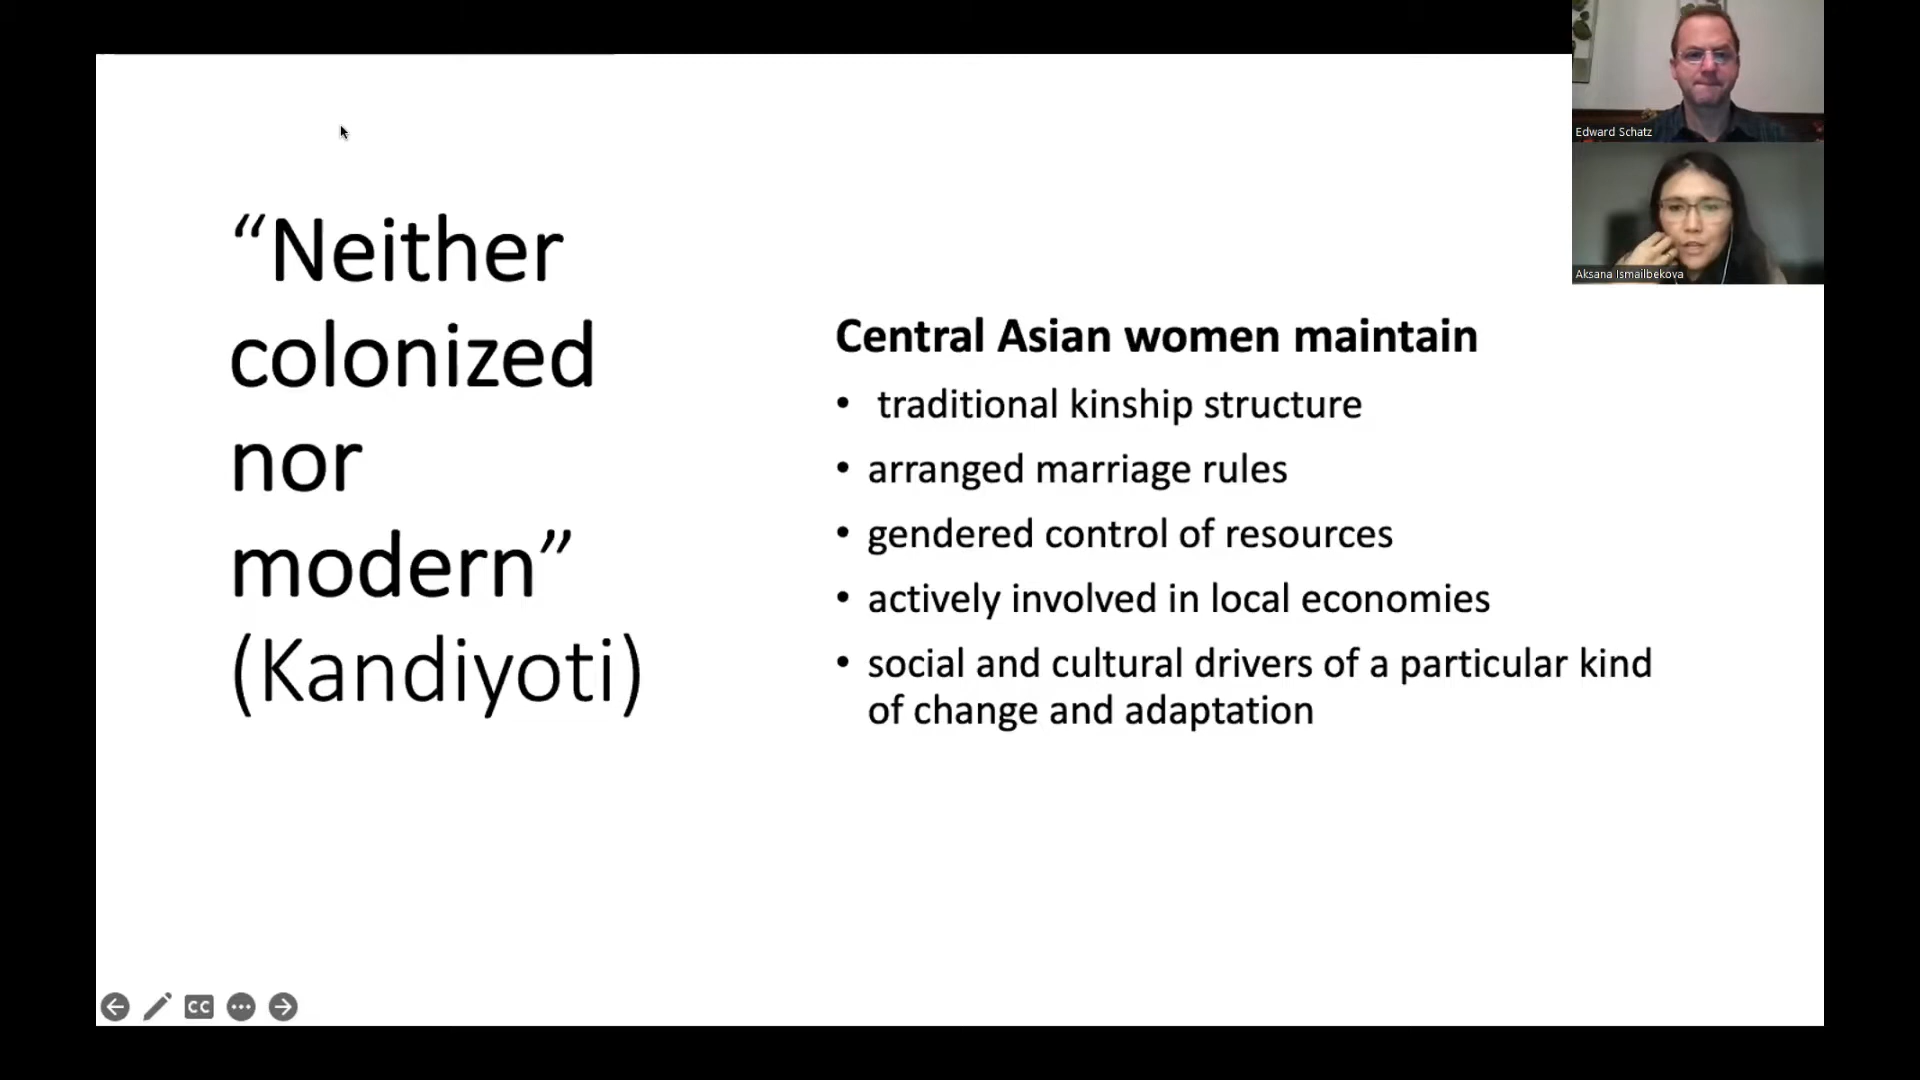 “Neither
colonized
nor
modern”
(Kandiyoti)
Central Asian women maintain
• traditional kinship structure
• arranged marriage rules
• gendered control of resources
• actively involved in local economies
• social and cultural drivers of a particular kind
of change and adaptation
Edward Schatz
Aksana Ismailbekova
CC